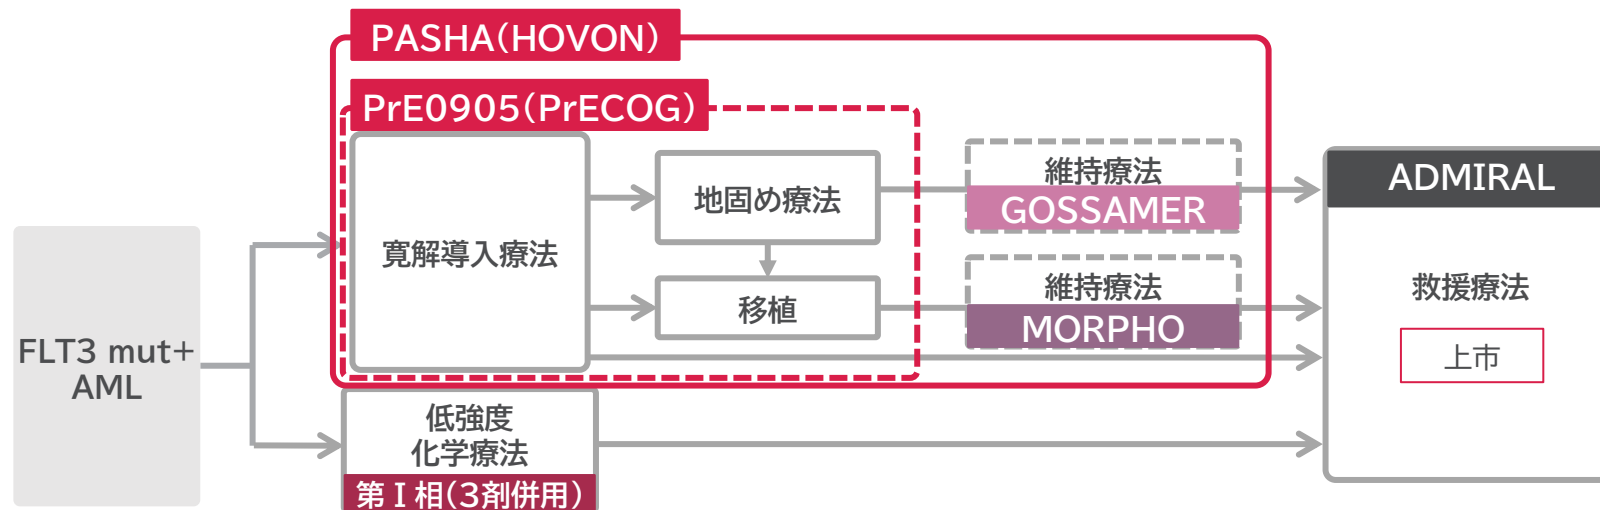 PASHA(HOVON)
PrE0905(PrECOG)
FLT3 mut+
AML
寛解導入療法
地固め療法
移植
維持療法
GOSSAMER
維持療法
MORPHO
低強度
化学療法
第Ⅰ相(3剤併用)
ADMIRAL
救援療法
上市